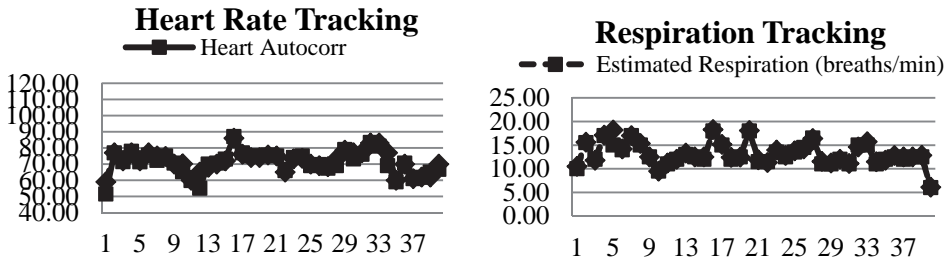 Heart Rate Tracking
Heart Autocorr
120.00
110.00
100.00
90.00
80.00
70.00
60.00
50.00
40.00
1 5 9 13 17 21 25 29 33 37
Respiration Tracking
Estimated Respiration (breaths/min)
25.00
20.00
15.00
10.00
5.00
0.00
1 5 9 13 17 21 25 29 33 37